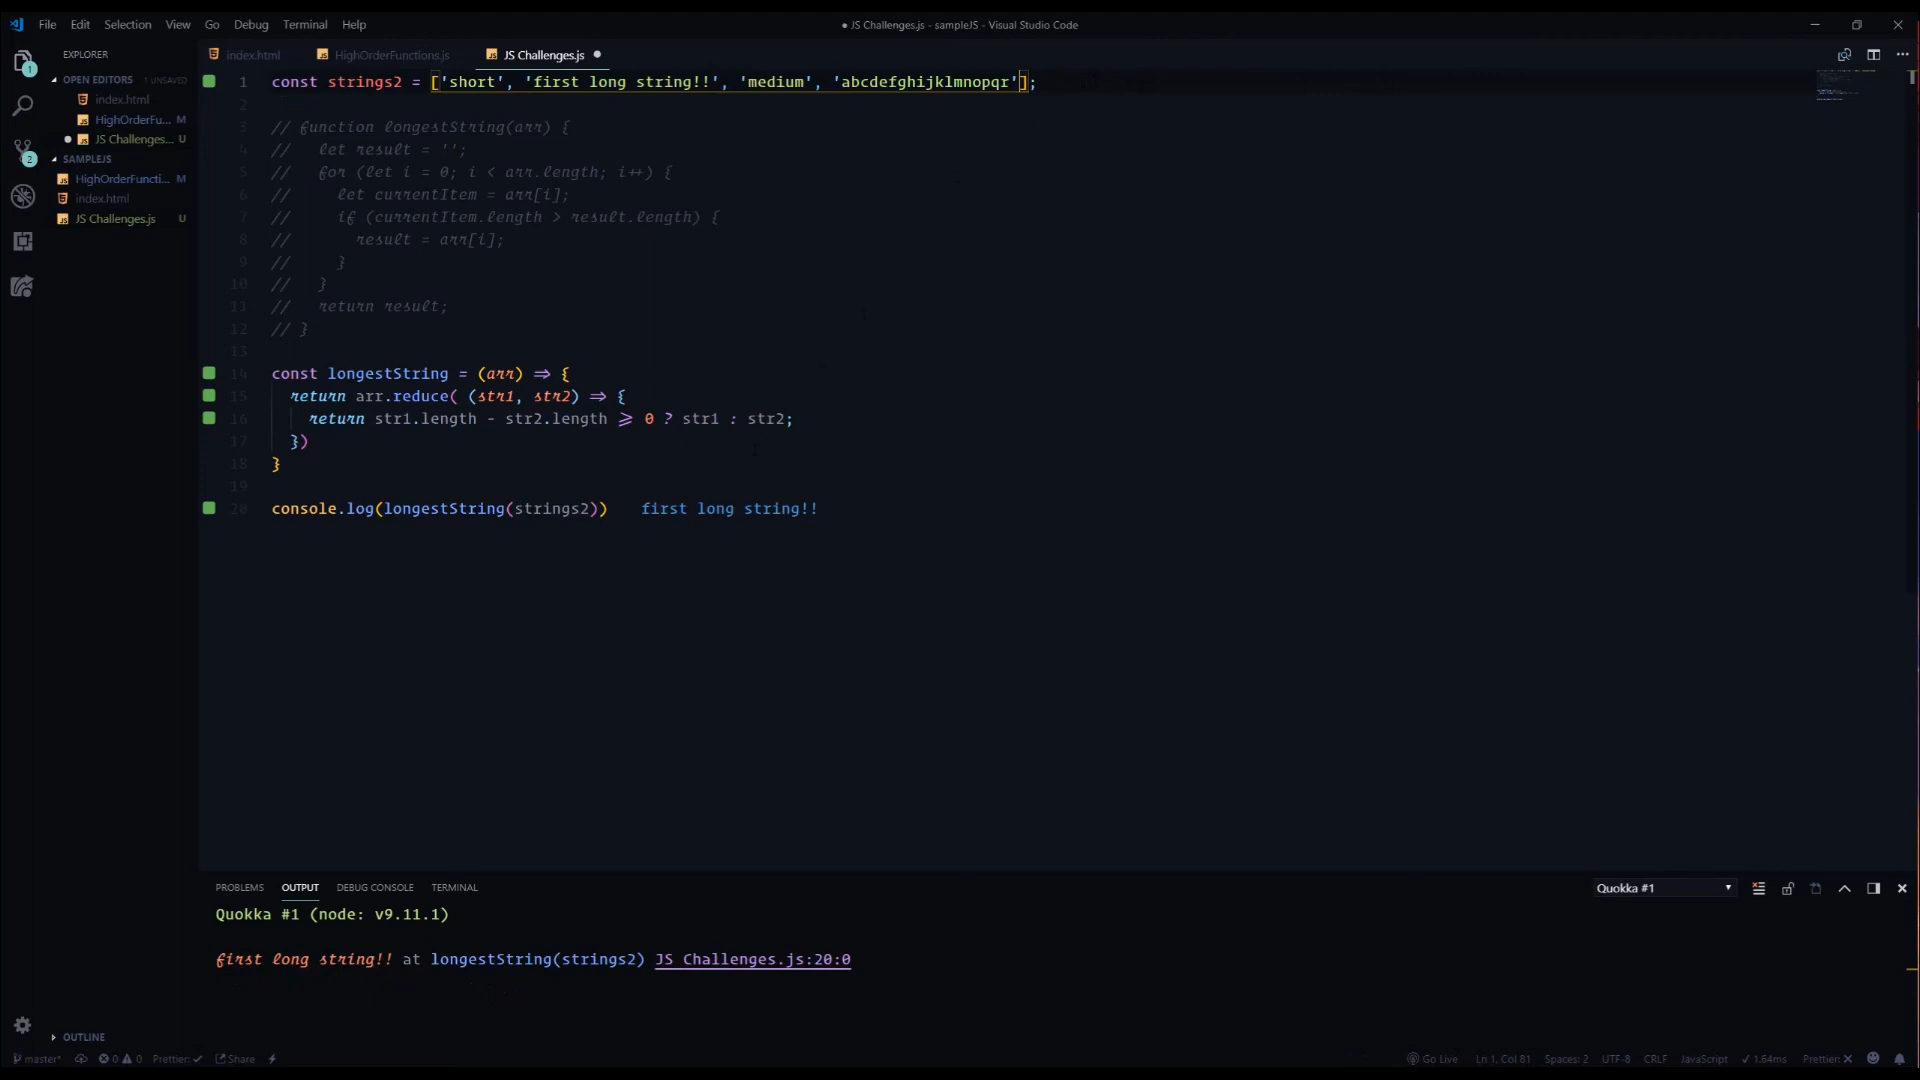 File Edit Selection View Go Debug Terminal Help
● JS Challenges.js - sampleJS - Visual Studio Code
EXPLORER
OPEN EDITORS 1 UNSAVED
index.html
HighOrderFu... M
JS Challenges... U
SAMPLEJS
HighOrderFuncti... M
index.html
JS Challenges.js U
OUTLINE
1
2
index.html HighOrderFunctions.js JS Challenges.js
1 const strings2 = ['short', 'first long string!!', 'medium', 'abcdefghijklmnopqr'];
2
3 // function longestString(arr) {
4 //   let result = '';
5 //   for (let i = 0; i < arr.length; i++) {
6 //     let currentItem = arr[i];
7 //     if (currentItem.length > result.length) {
8 //       result = arr[i];
9 //     }
10 //   }
11 //   return result;
12 // }
13
14 const longestString = (arr) => {
15   return arr.reduce( (str1, str2) => {
16     return str1.length - str2.length >= 0 ? str1 : str2;
17   })
18 }
19
20 console.log(longestString(strings2)) first long string!!
PROBLEMS OUTPUT DEBUG CONSOLE TERMINAL
Quokka #1
Quokka #1 (node: v9.11.1)
first long string!! at longestString(strings2) JS Challenges.js:20:0
master* 0 0 Prettier: ✓ Share
Go Live Ln 1, Col 81 Spaces: 2 UTF-8 CRLF JavaScript ✓ 1.64ms Prettier: ✕